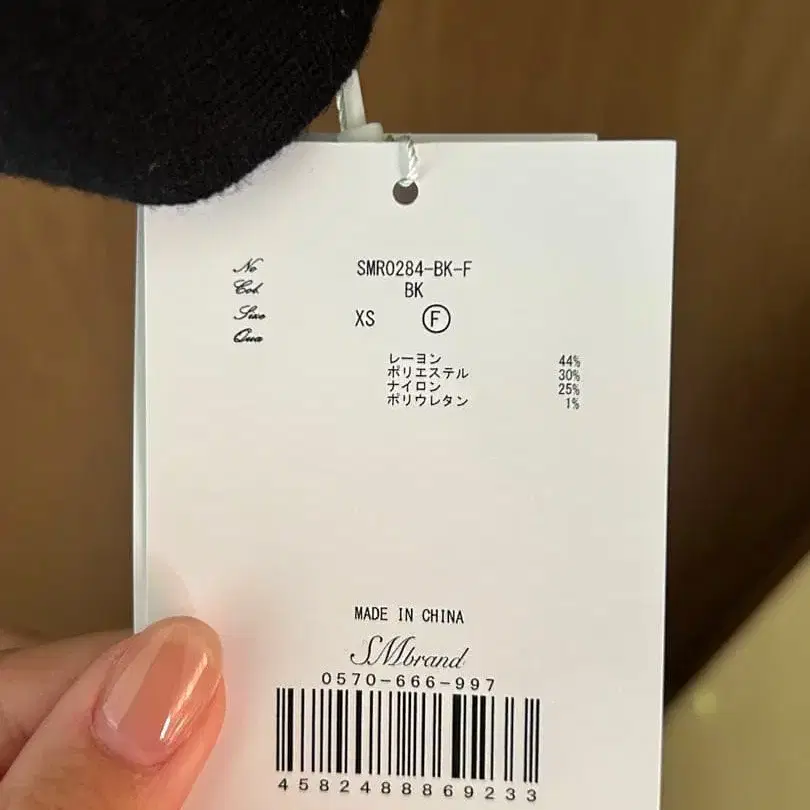 No SMR0284-BK-F
Col. BK
Size XS Ⓕ
Qua
レーヨン 44%
ポリエステル 30%
ナイロン 25%
ポリウレタン 1%
MADE IN CHINA
SMbrand
0570-666-997
4582488869233